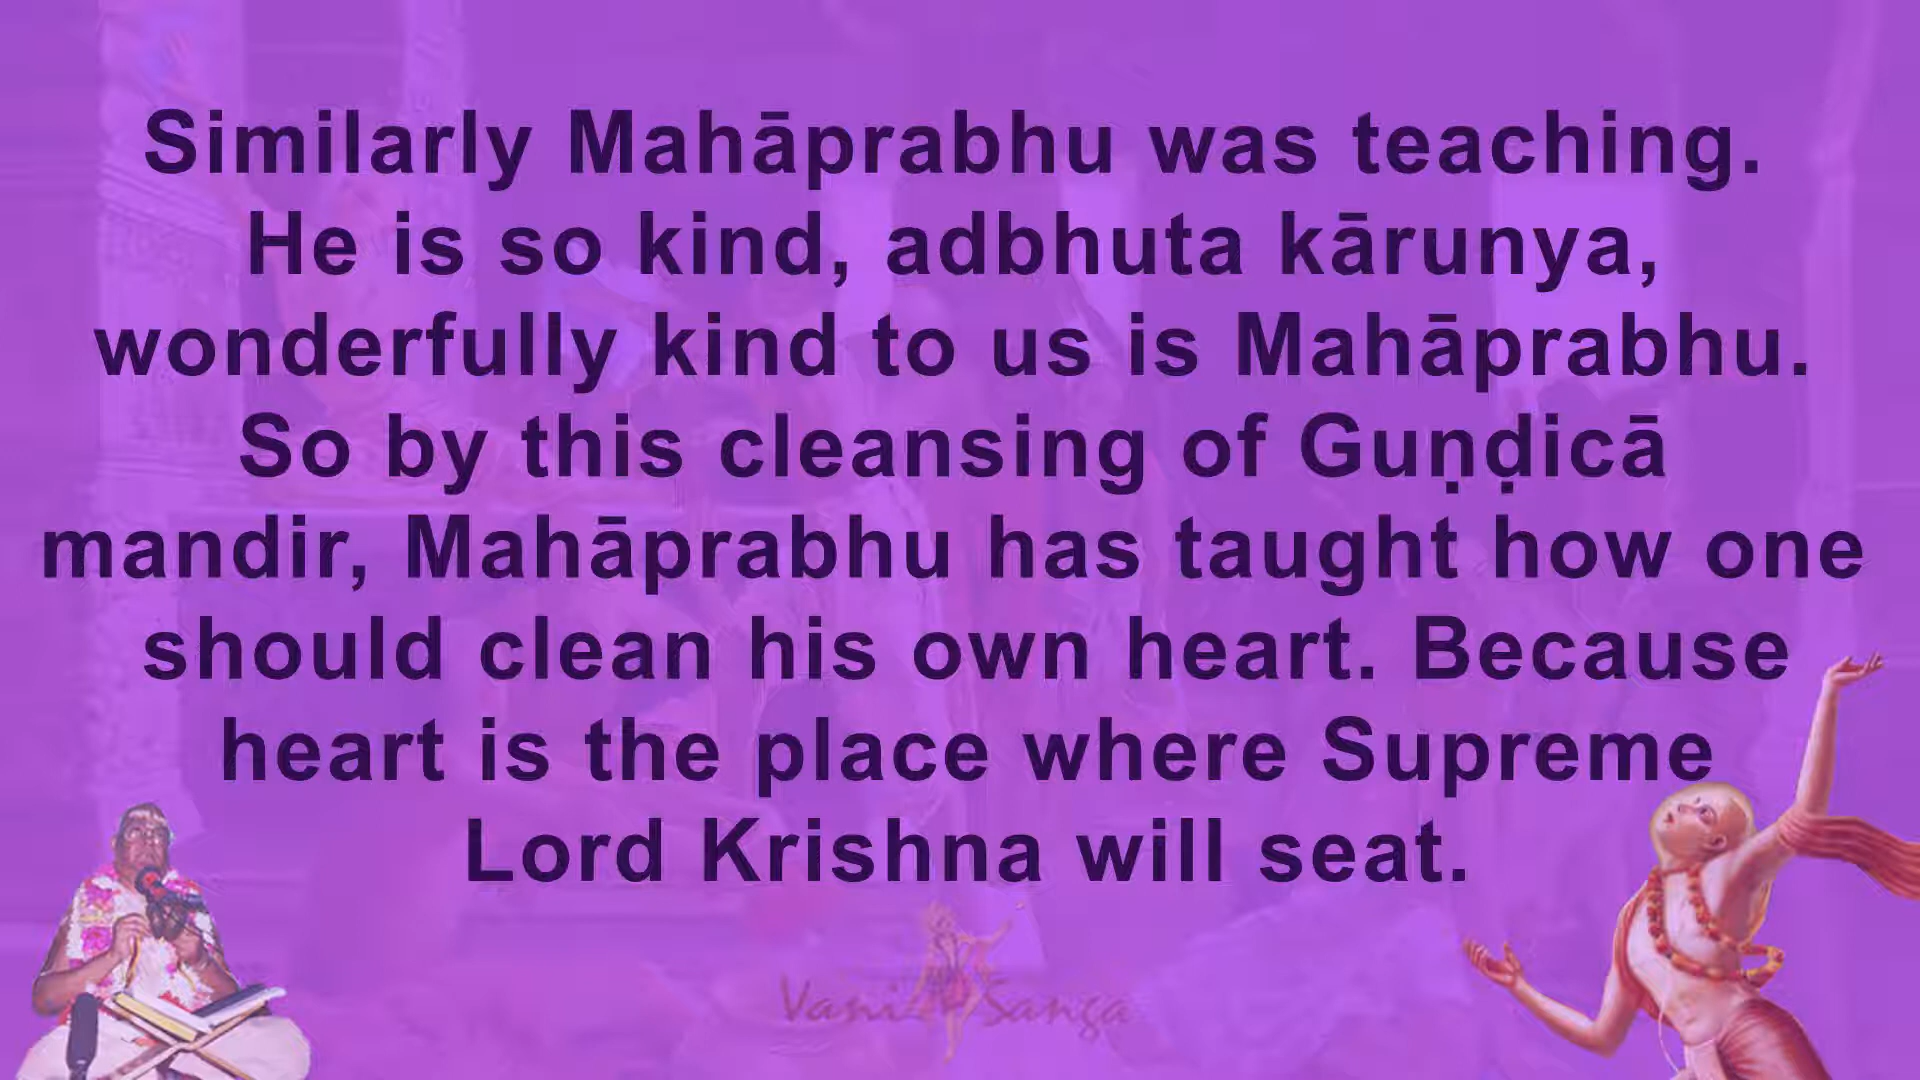 Similarly Mahāprabhu was teaching.
He is so kind, adbhuta kārunya,
wonderfully kind to us is Mahāprabhu.
So by this cleansing of Guṇḍicā
mandir, Mahāprabhu has taught how one
should clean his own heart. Because
heart is the place where Supreme
Lord Krishna will seat.
Vani Sanga